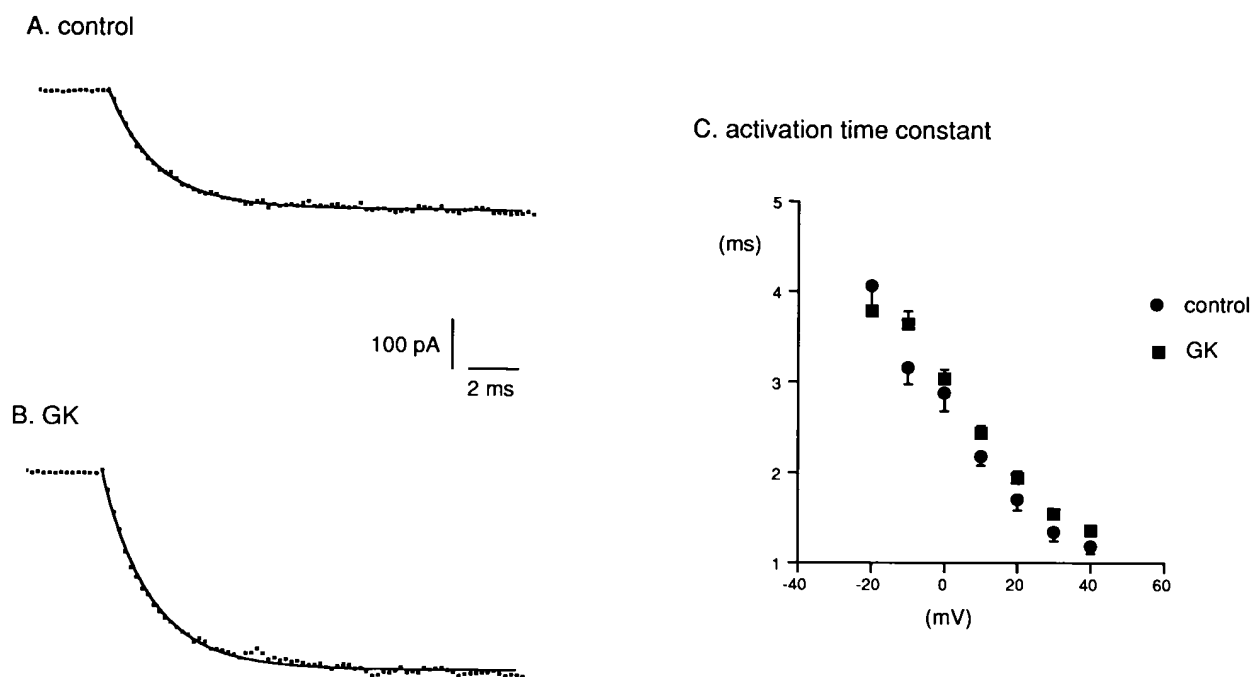 A. control
C. activation time constant
100 pA
2 ms
B. GK
5
(ms)
4
3
2
1
-40
-20
0
20
40
60
(mV)
control
GK